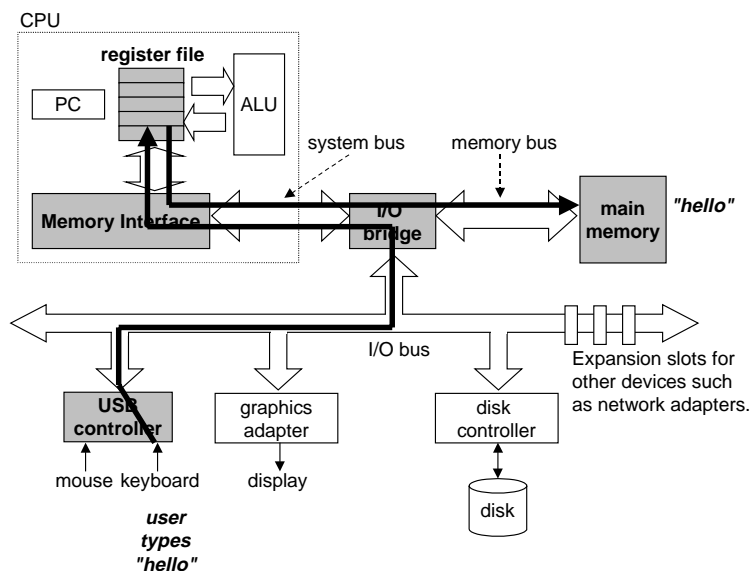 CPU
register file
PC
ALU
system bus
memory bus
Memory Interface
I/O
bridge
main
memory
"hello"
I/O bus
Expansion slots for
other devices such
as network adapters.
USB
controller
graphics
adapter
disk
controller
mouse
keyboard
display
disk
user
types
"hello"